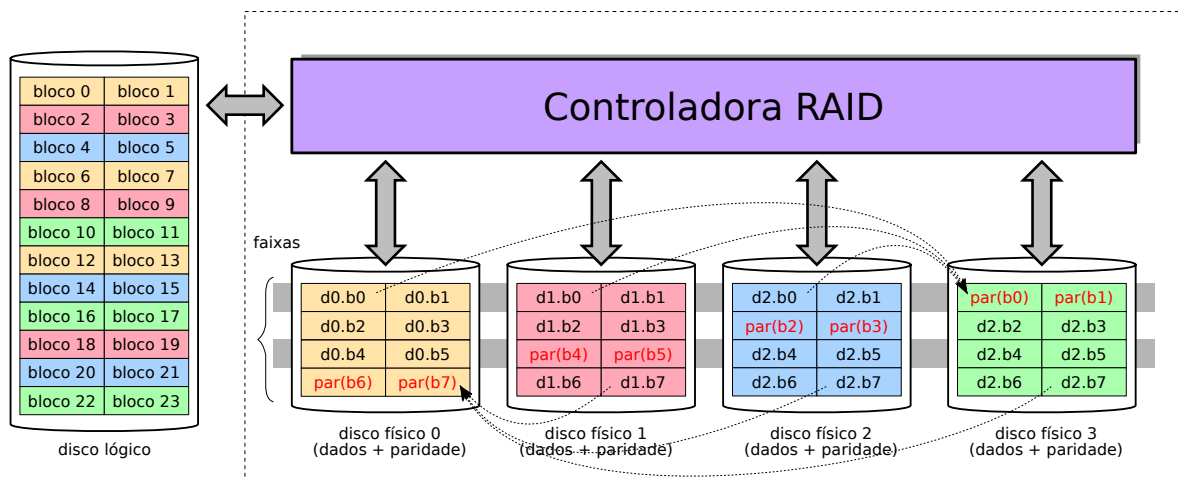 Controladora RAID
bloco 0 bloco 1
bloco 2 bloco 3
bloco 4 bloco 5
bloco 6 bloco 7
bloco 8 bloco 9
bloco 10 bloco 11
bloco 12 bloco 13
bloco 14 bloco 15
bloco 16 bloco 17
bloco 18 bloco 19
bloco 20 bloco 21
bloco 22 bloco 23
disco lógico
faixas
d0.b0 d0.b1
d0.b2 d0.b3
d0.b4 d0.b5
par(b6) par(b7)
disco físico 0
(dados + paridade)
d1.b0 d1.b1
d1.b2 d1.b3
par(b4) par(b5)
d1.b6 d1.b7
disco físico 1
(dados + paridade)
d2.b0 d2.b1
par(b2) par(b3)
d2.b4 d2.b5
d2.b6 d2.b7
disco físico 2
(dados + paridade)
par(b0) par(b1)
d2.b2 d2.b3
d2.b4 d2.b5
d2.b6 d2.b7
disco físico 3
(dados + paridade)